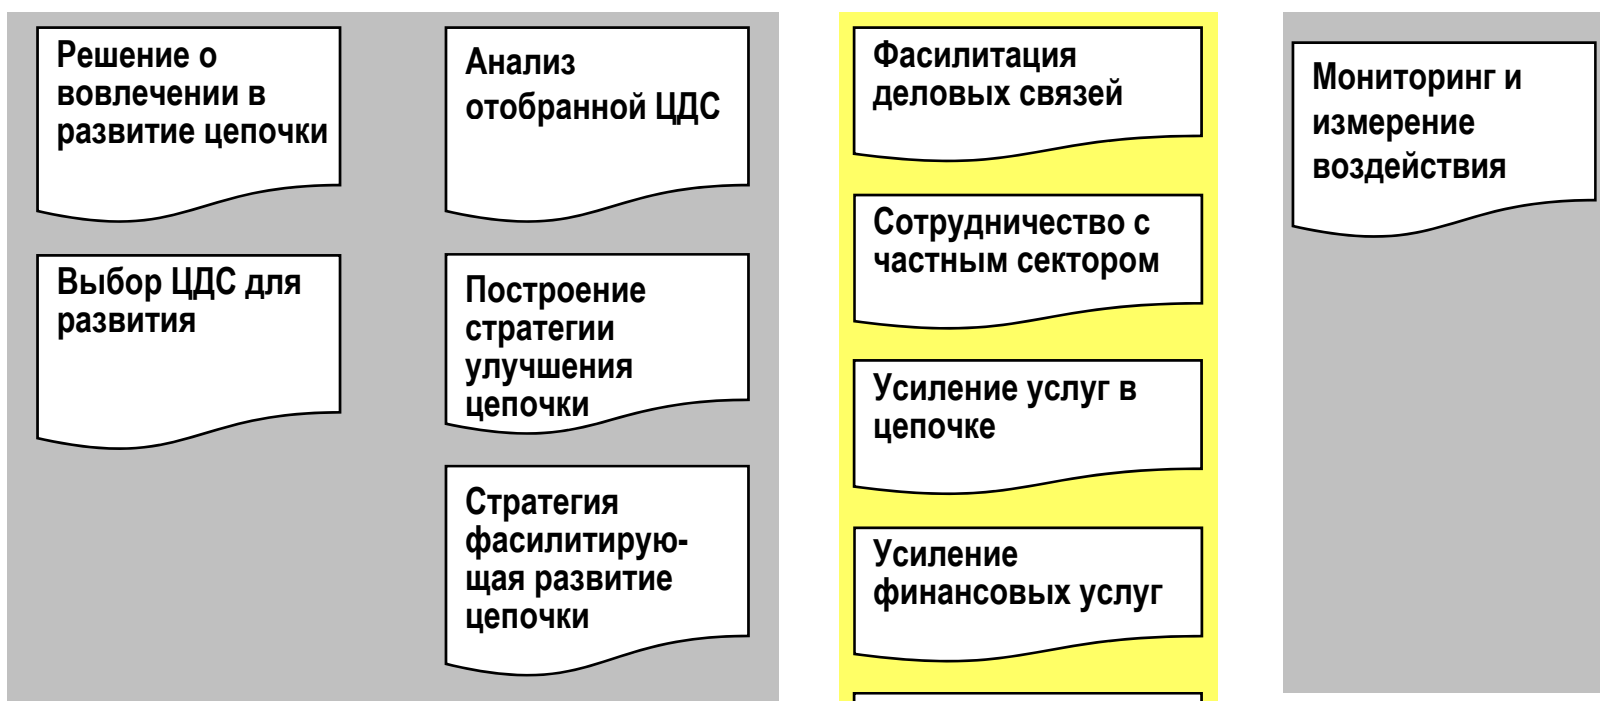 Решение о
вовлечении в
развитие цепочки
Выбор ЦДС для
развития
Анализ
отобранной ЦДС
Построение
стратегии
улучшения
цепочки
Стратегия
фасилитирую-
щая развитие
цепочки
Фасилитация
деловых связей
Сотрудничество с
частным сектором
Усиление услуг в
цепочке
Усиление
финансовых услуг
Мониторинг и
измерение
воздействия